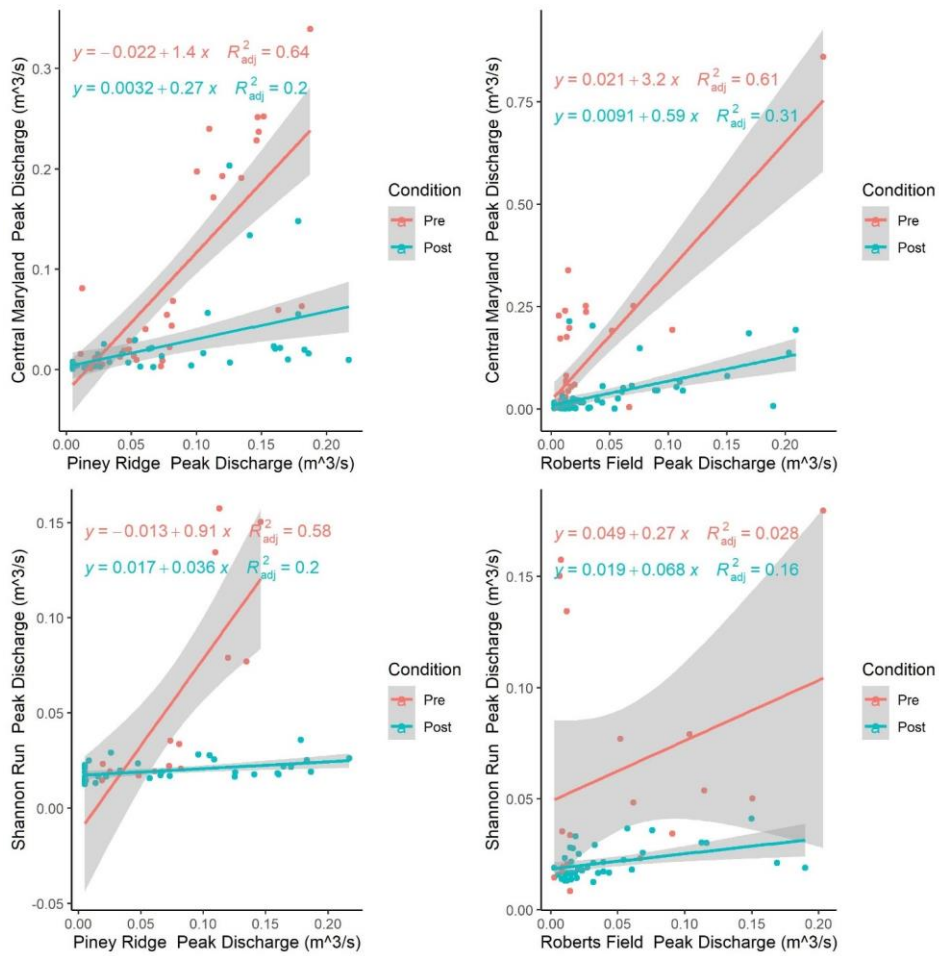 y = −0.022 + 1.4 x R²adj = 0.64
y = 0.0032 + 0.27 x R²adj = 0.2
0.3
0.2
0.1
0.0
Central Maryland Peak Discharge (m^3/s)
0.00 0.05 0.10 0.15 0.20
Piney Ridge Peak Discharge (m^3/s)
Condition
Pre
Post
y = 0.021 + 3.2 x R²adj = 0.61
y = 0.0091 + 0.59 x R²adj = 0.31
0.75
0.50
0.25
0.00
Central Maryland Peak Discharge (m^3/s)
0.00 0.05 0.10 0.15 0.20
Roberts Field Peak Discharge (m^3/s)
Condition
Pre
Post
y = −0.013 + 0.91 x R²adj = 0.58
y = 0.017 + 0.036 x R²adj = 0.2
0.15
0.10
0.05
0.00
-0.05
Shannon Run Peak Discharge (m^3/s)
0.00 0.05 0.10 0.15 0.20
Piney Ridge Peak Discharge (m^3/s)
Condition
Pre
Post
y = 0.049 + 0.27 x R²adj = 0.028
y = 0.019 + 0.068 x R²adj = 0.16
0.15
0.10
0.05
0.00
Shannon Run Peak Discharge (m^3/s)
0.00 0.05 0.10 0.15 0.20
Roberts Field Peak Discharge (m^3/s)
Condition
Pre
Post